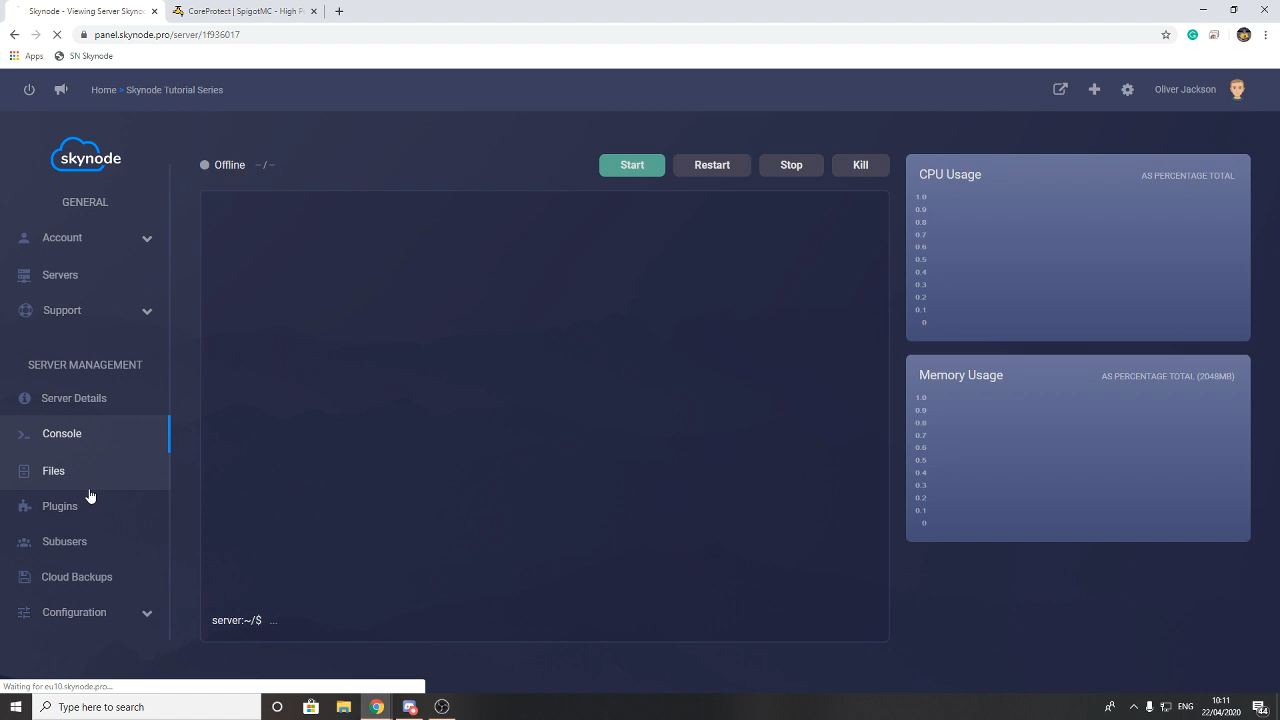 Skynode - Viewing Server Skyno
CoreProtect | SpigotMC - High P
panel.skynode.pro/server/1f936017
Apps
SN Skynode
Home > Skynode Tutorial Series
Oliver Jackson
skynode
Offline -- / --
Start
Restart
Stop
Kill
GENERAL
Account
Servers
Support
SERVER MANAGEMENT
Server Details
Console
Files
Plugins
Subusers
Cloud Backups
Configuration
server:~/$ ...
CPU Usage
AS PERCENTAGE TOTAL
1.0
0.9
0.8
0.7
0.6
0.5
0.4
0.3
0.2
0.1
0
Memory Usage
AS PERCENTAGE TOTAL (2048MB)
1.0
0.9
0.8
0.7
0.6
0.5
0.4
0.3
0.2
0.1
0
Waiting for eu10.skynode.pro...
Type here to search
ENG
10:11
22/04/2020